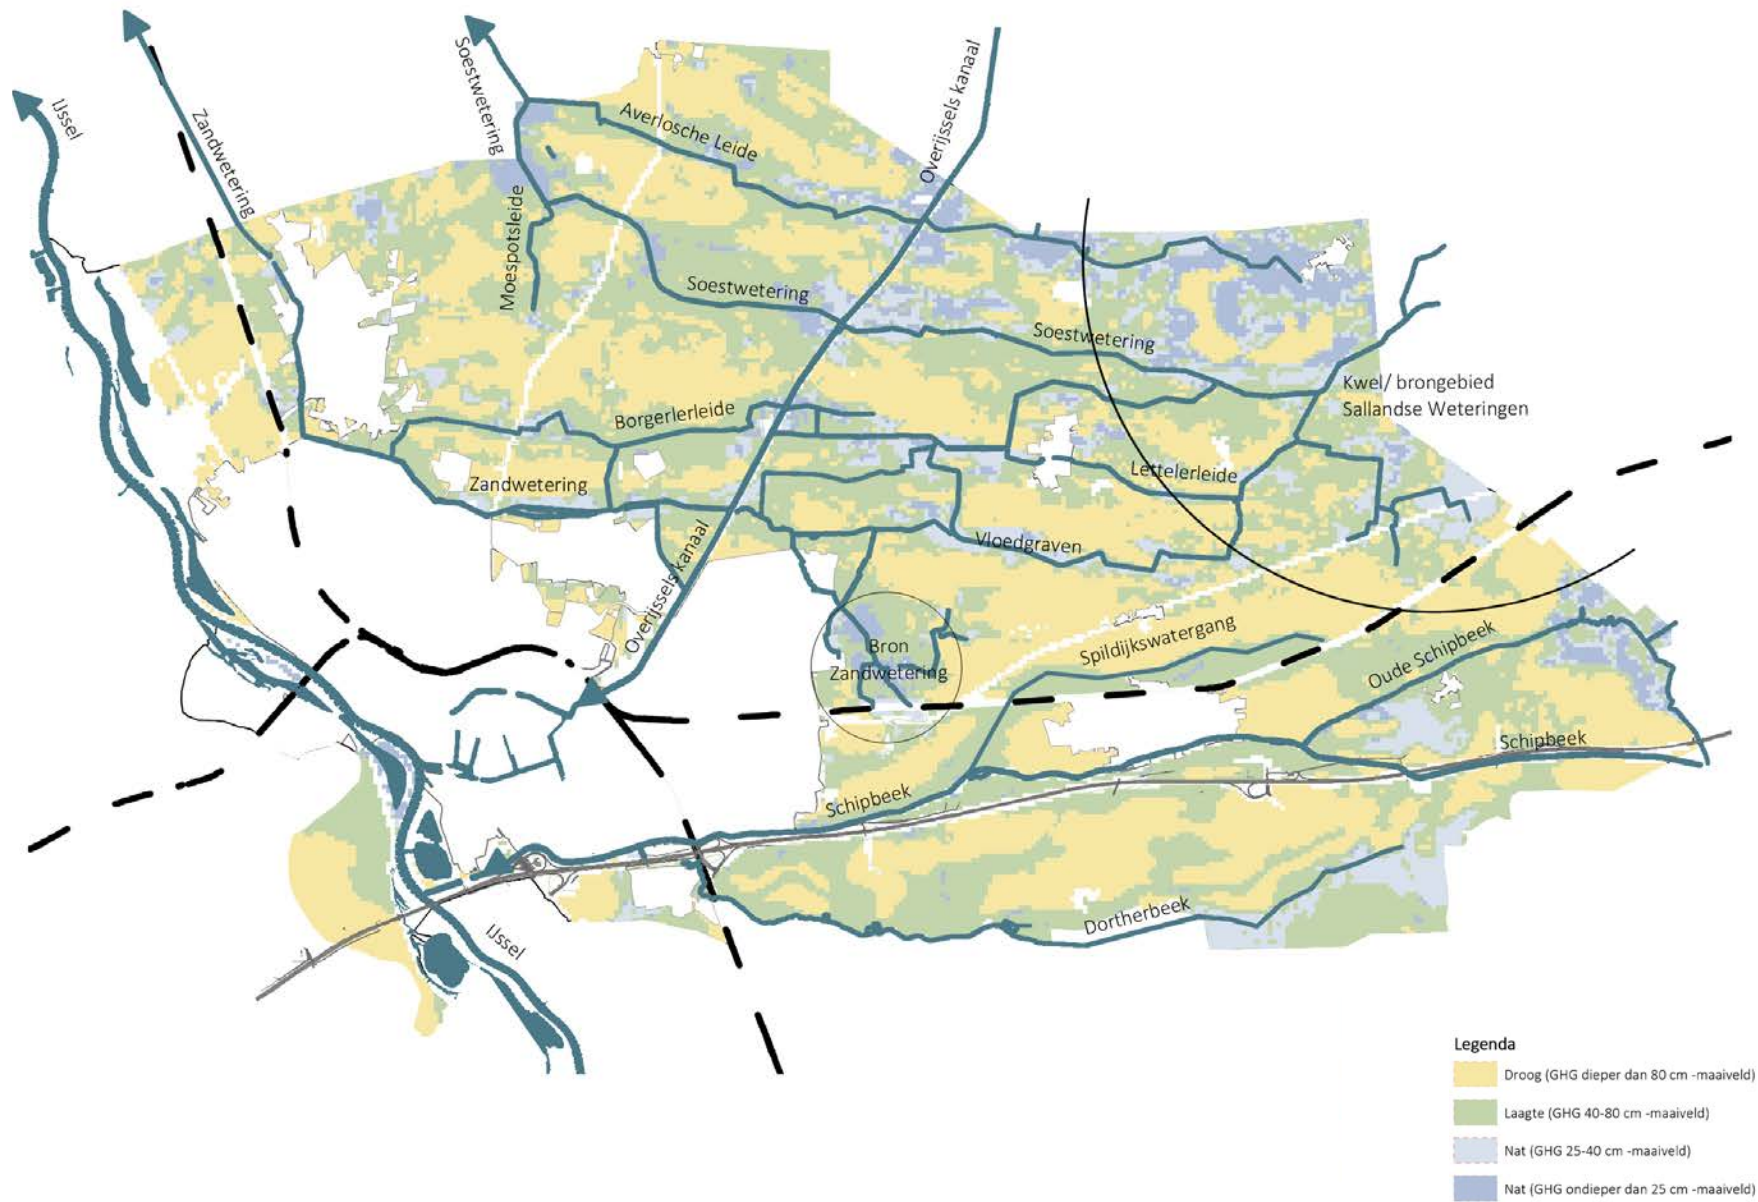 IJssel
Zandwetering
Soestwetering
Averlosche Leide
Overijssels kanaal
Moespotsleide
Soestwetering
Soestwetering
Kwel/ brongebied
Sallandse Weteringen
Borgerlerleide
Zandwetering
Lettelerleide
Vloedgraven
Overijssels kanaal
Bron
Zandwetering
Spildijkswatergang
Oude Schipbeek
Schipbeek
Schipbeek
Dortherbeek
IJssel
Legenda
Droog (GHG dieper dan 80 cm -maaiveld)
Laagte (GHG 40-80 cm -maaiveld)
Nat (GHG 25-40 cm -maaiveld)
Nat (GHG ondieper dan 25 cm -maaiveld)